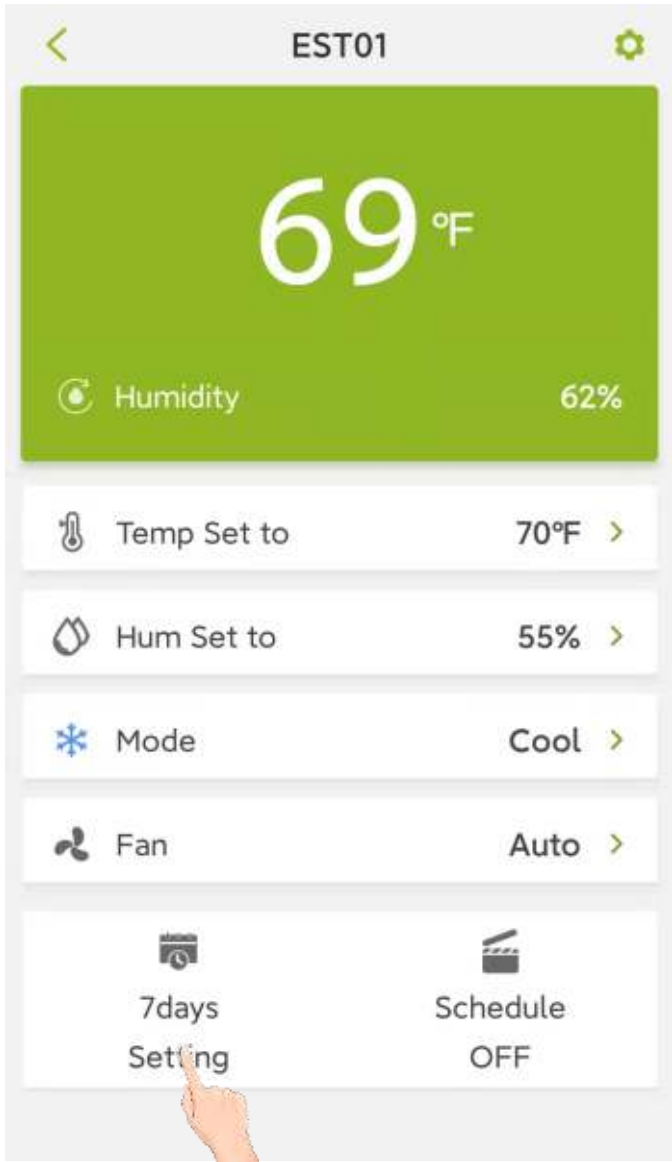 EST01
69 °F
Humidity 62%
Temp Set to 70°F
Hum Set to 55%
Mode Cool
Fan Auto
7days Schedule
Setting OFF